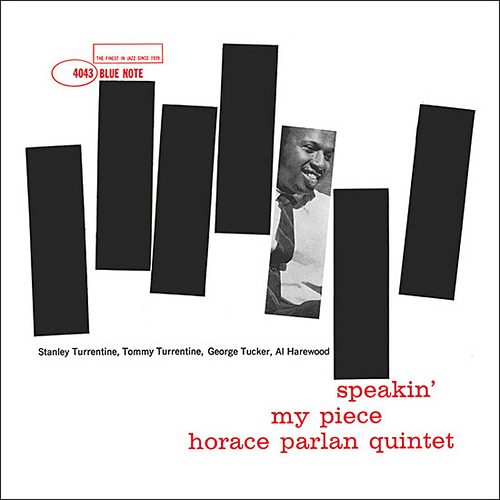 THE FINEST IN JAZZ SINCE 1939
4043 BLUE NOTE
Stanley Turrentine, Tommy Turrentine, George Tucker, Al Harewood
speakin'
my piece
horace parlan quintet